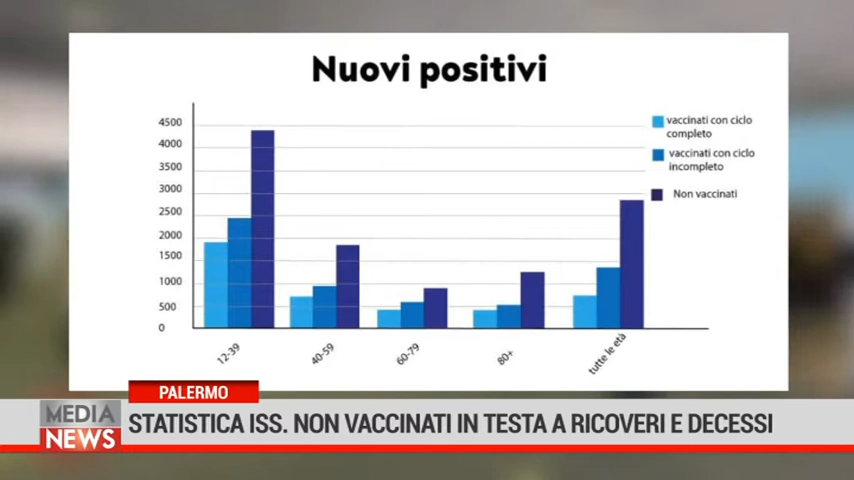 Nuovi positivi
4500
4000
3500
3000
2500
2000
1500
1000
500
0
vaccinati con ciclo
completo
vaccinati con ciclo
incompleto
Non vaccinati
12-39
40-59
60-79
80+
tutte le età
PALERMO
MEDIA
NEWS
STATISTICA ISS. NON VACCINATI IN TESTA A RICOVERI E DECESSI